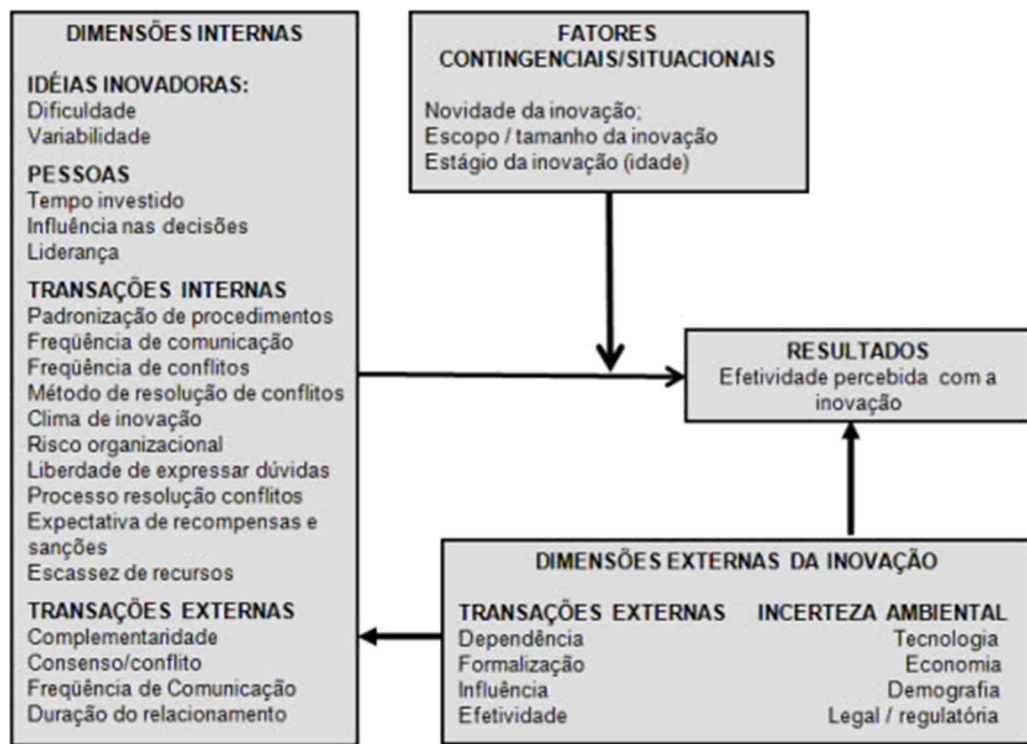 DIMENSÕES INTERNAS
IDÉIAS INOVADORAS:
Dificuldade
Variabilidade
PESSOAS
Tempo investido
Influência nas decisões
Liderança
TRANSAÇÕES INTERNAS
Padronização de procedimentos
Freqüência de comunicação
Freqüência de conflitos
Método de resolução de conflitos
Clima de inovação
Risco organizacional
Liberdade de expressar dúvidas
Processo resolução conflitos
Expectativa de recompensas e
sanções
Escassez de recursos
TRANSAÇÕES EXTERNAS
Complementaridade
Consenso/conflito
Freqüência de Comunicação
Duração do relacionamento
FATORES
CONTINGENCIAIS/SITUACIONAIS
Novidade da inovação;
Escopo / tamanho da inovação
Estágio da inovação (idade)
RESULTADOS
Efetividade percebida com a
inovação
DIMENSÕES EXTERNAS DA INOVAÇÃO
TRANSAÇÕES EXTERNAS
Dependência
Formalização
Influência
Efetividade
INCERTEZA AMBIENTAL
Tecnologia
Economia
Demografia
Legal / regulatória